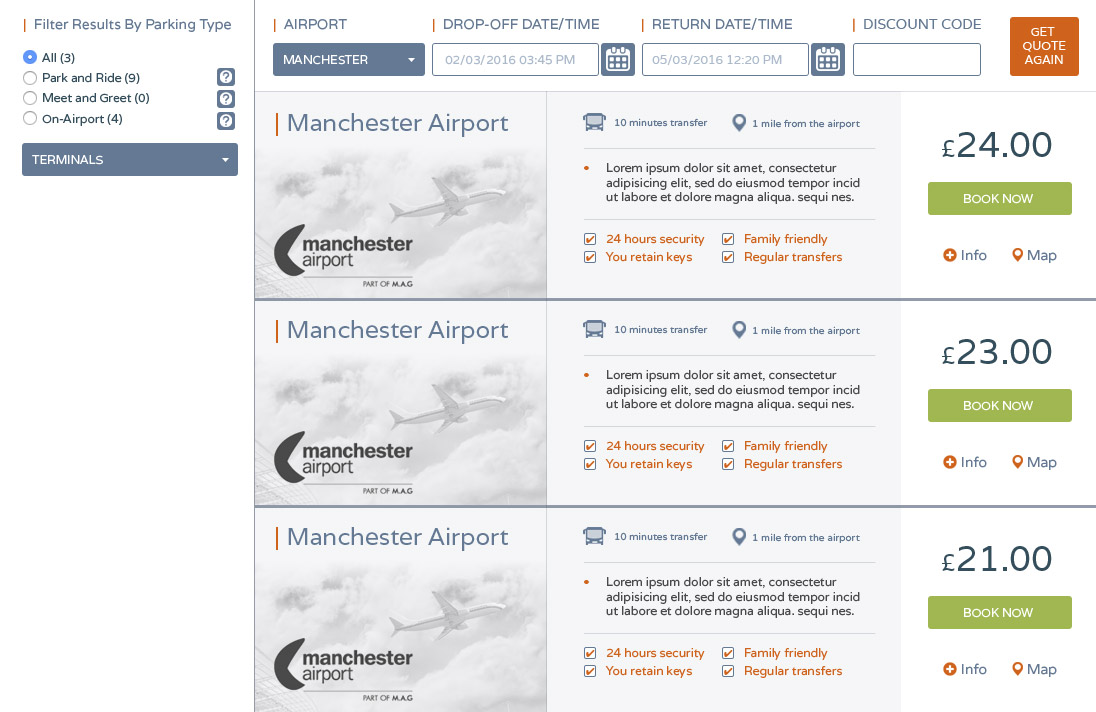 Filter Results By Parking Type
All (3)
Park and Ride (9)
?
Meet and Greet (0)
?
On-Airport (4)
?
TERMINALS
AIRPORT
MANCHESTER
DROP-OFF DATE/TIME
02/03/2016 03:45 PM
RETURN DATE/TIME
05/03/2016 12:20 PM
DISCOUNT CODE
GET
QUOTE
AGAIN
Manchester Airport
manchester
airport
PART OF M.A.G
10 minutes transfer
1 mile from the airport
Lorem ipsum dolor sit amet, consectetur
adipisicing elit, sed do eiusmod tempor incid
ut labore et dolore magna aliqua. sequi nes.
24 hours security
Family friendly
You retain keys
Regular transfers
£24.00
BOOK NOW
Info
Map
Manchester Airport
manchester
airport
PART OF M.A.G
10 minutes transfer
1 mile from the airport
Lorem ipsum dolor sit amet, consectetur
adipisicing elit, sed do eiusmod tempor incid
ut labore et dolore magna aliqua. sequi nes.
24 hours security
Family friendly
You retain keys
Regular transfers
£23.00
BOOK NOW
Info
Map
Manchester Airport
manchester
airport
PART OF M.A.G
10 minutes transfer
1 mile from the airport
Lorem ipsum dolor sit amet, consectetur
adipisicing elit, sed do eiusmod tempor incid
ut labore et dolore magna aliqua. sequi nes.
24 hours security
Family friendly
You retain keys
Regular transfers
£21.00
BOOK NOW
Info
Map